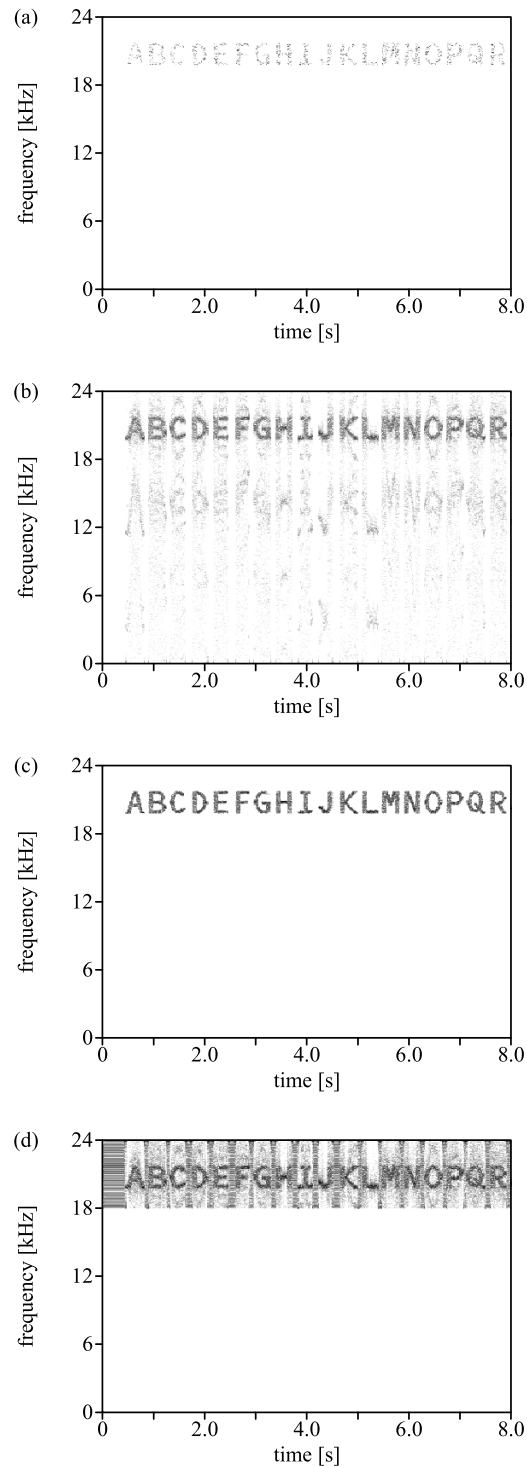 (a)
24
18
12
6
0
frequency [kHz]
ABCDEFGHIJKLMNOPQR
0 2.0 4.0 6.0 8.0
time [s]
(b)
24
18
12
6
0
frequency [kHz]
ABCDEFGHIJKLMNOPQR
0 2.0 4.0 6.0 8.0
time [s]
(c)
24
18
12
6
0
frequency [kHz]
ABCDEFGHIJKLMNOPQR
0 2.0 4.0 6.0 8.0
time [s]
(d)
24
18
12
6
0
frequency [kHz]
ABCDEFGHIJKLMNOPQR
0 2.0 4.0 6.0 8.0
time [s]